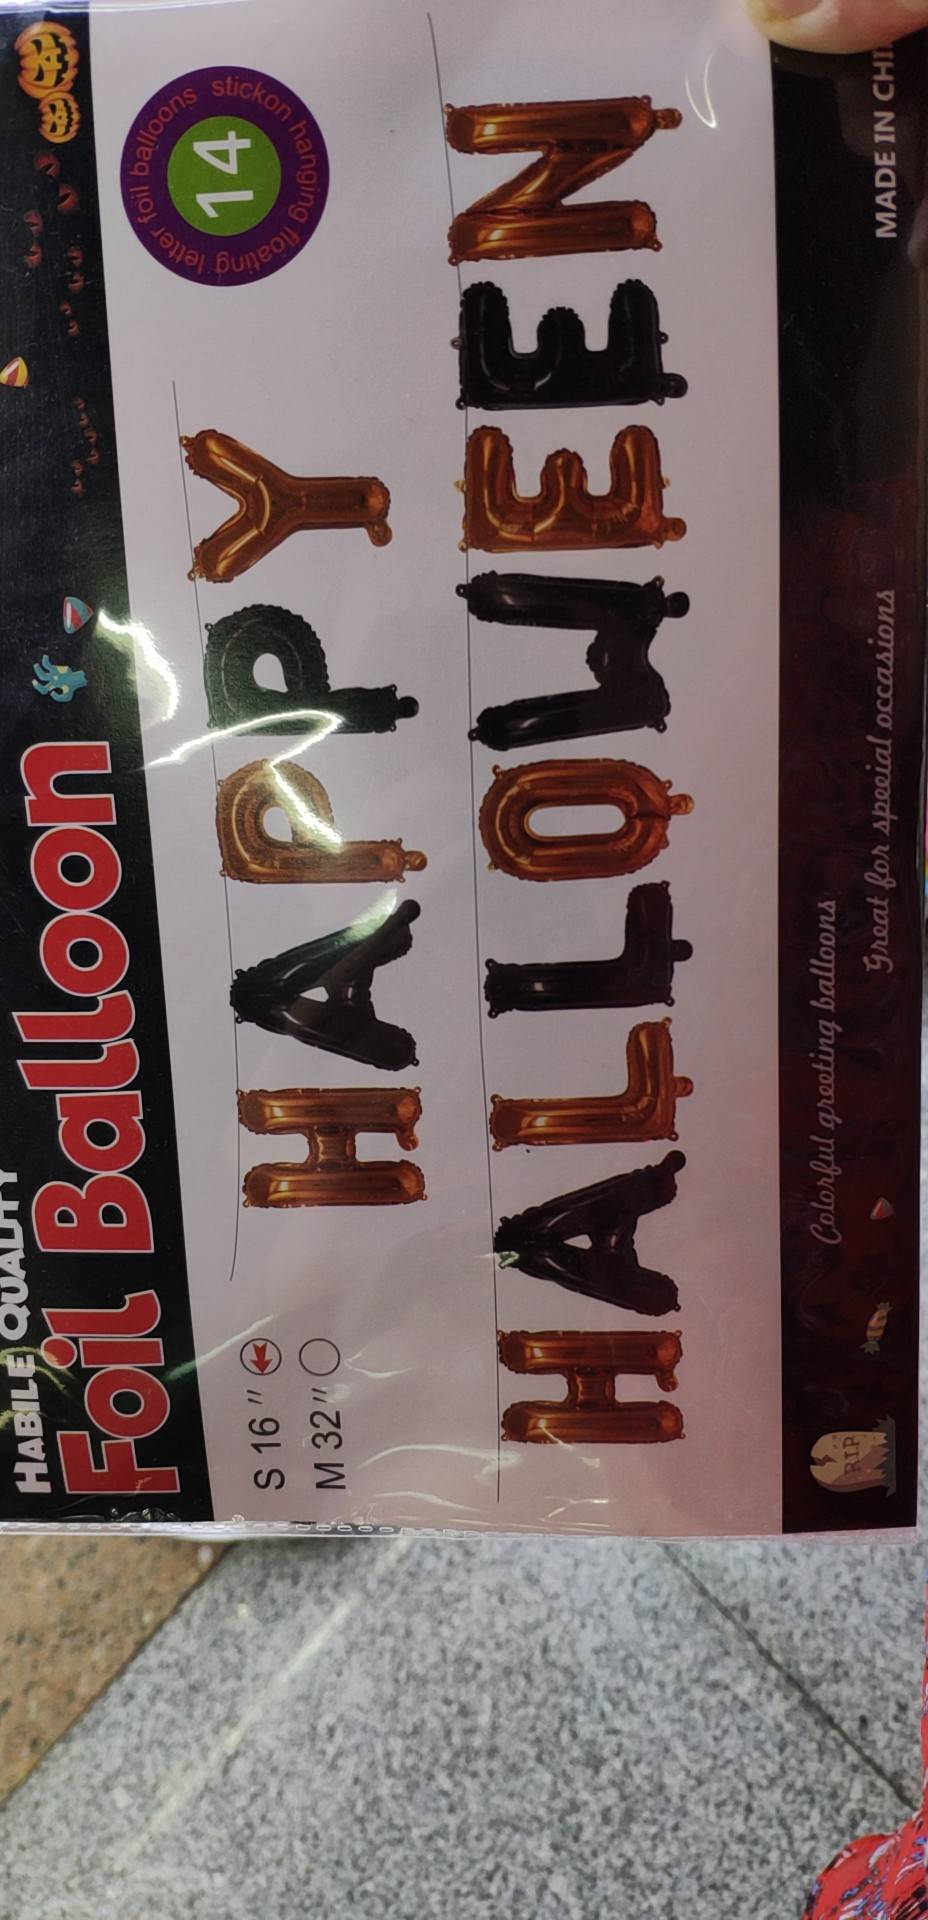 HABILE QUALITY
Foil Balloon
letter foil balloons stickon hanging floating
14
S 16"
M 32"
HAPPY
HALLOWEEN
Colorful greeting balloons
Great for special occasions
MADE IN CHI
R.I.P